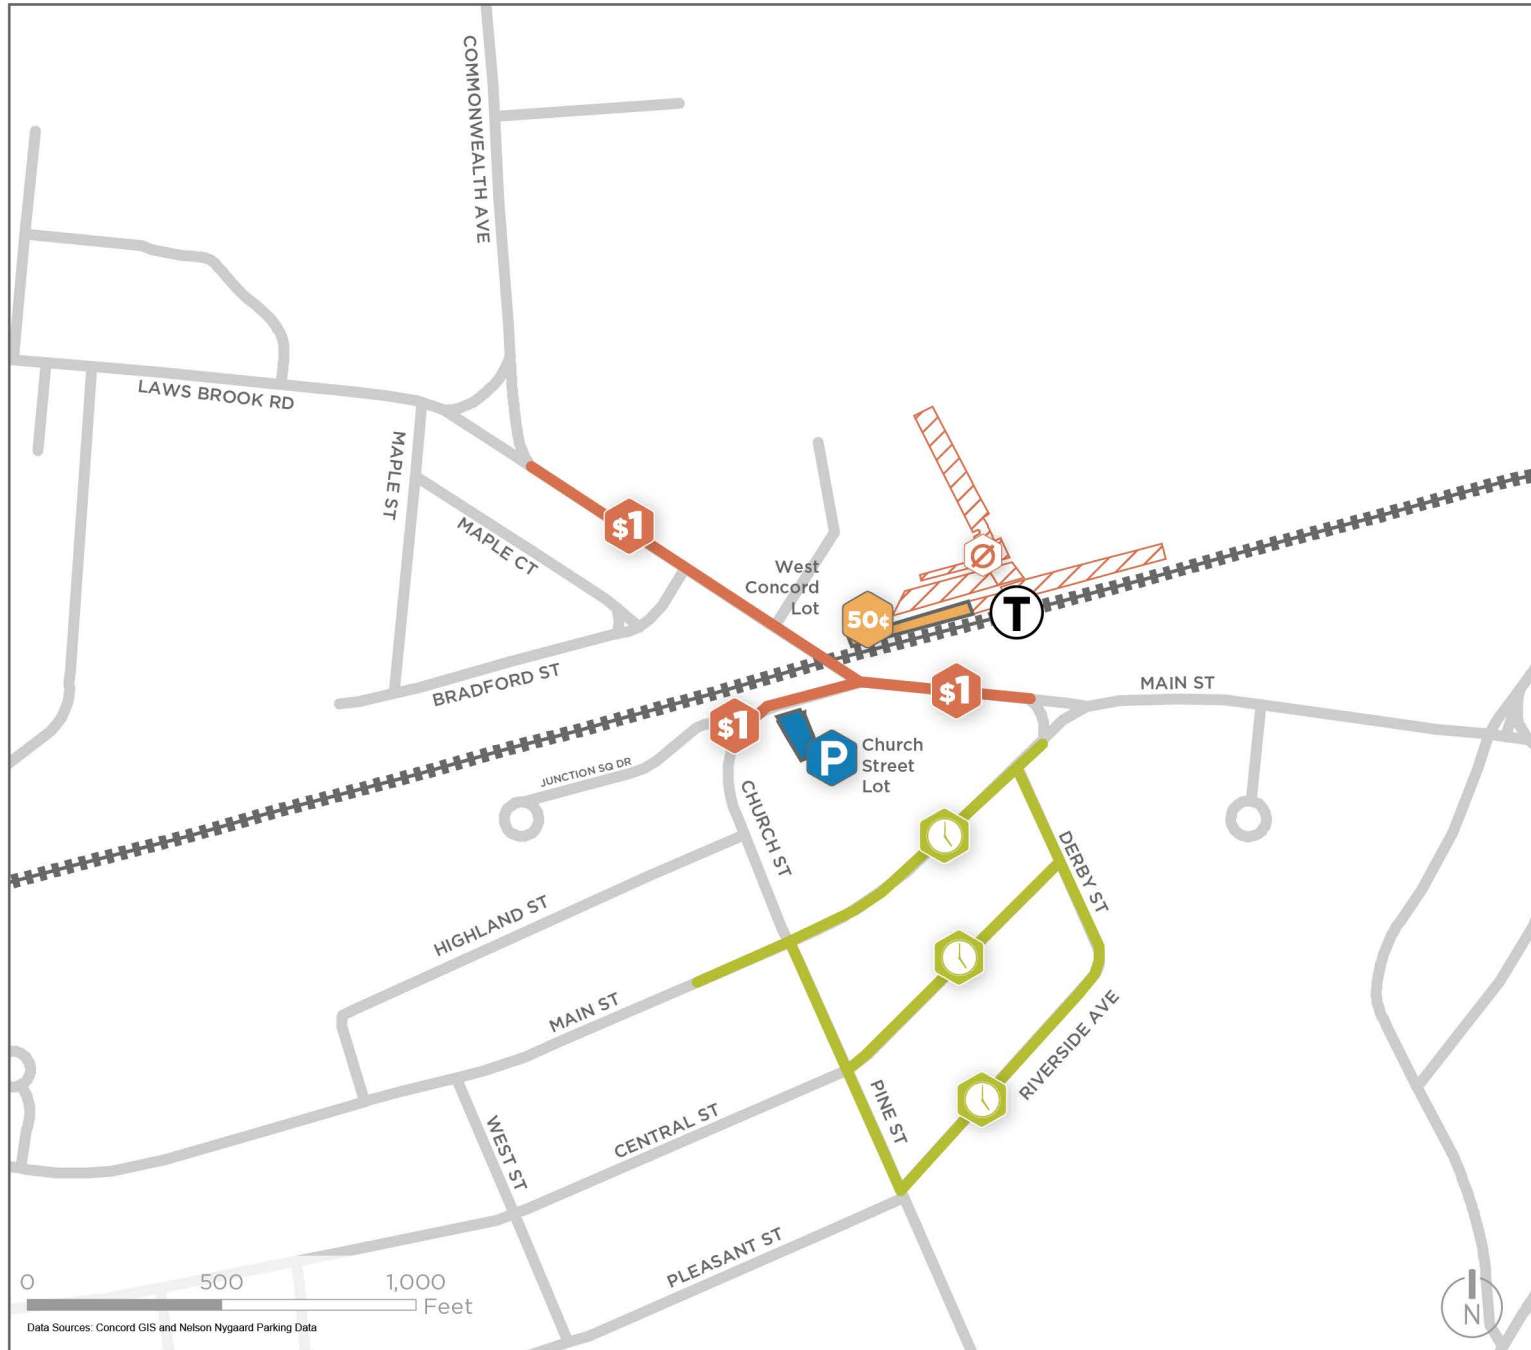 COMMONWEALTH AVE
LAWS BROOK RD
MAPLE ST
MAPLE CT
$1
West
Concord
Lot
50¢
T
BRADFORD ST
$1
MAIN ST
$1
P
Church
Street
Lot
JUNCTION SQ DR
CHURCH ST
DERBY ST
HIGHLAND ST
MAIN ST
RIVERSIDE AVE
PINE ST
CENTRAL ST
WEST ST
PLEASANT ST
0 500 1,000
Feet
Data Sources: Concord GIS and Nelson Nygaard Parking Data
N